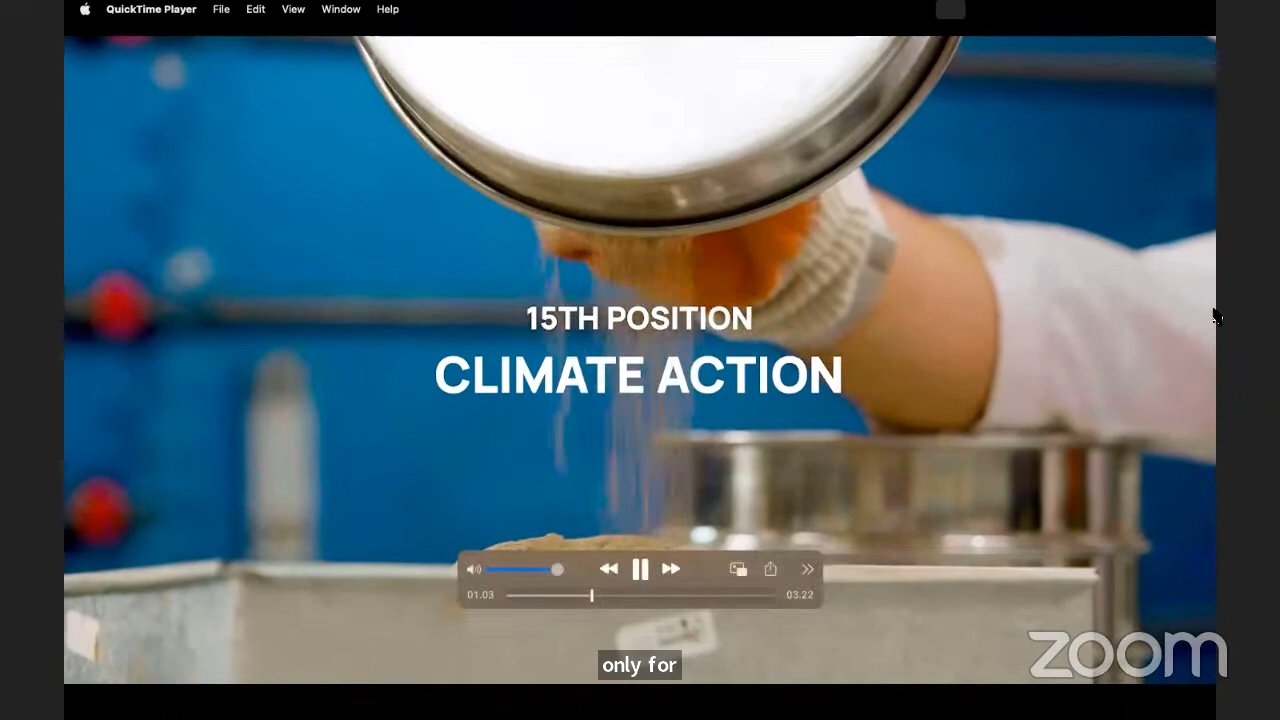 QuickTime Player File Edit View Window Help
15TH POSITION
CLIMATE ACTION
01.03 03.22
only for
zoom